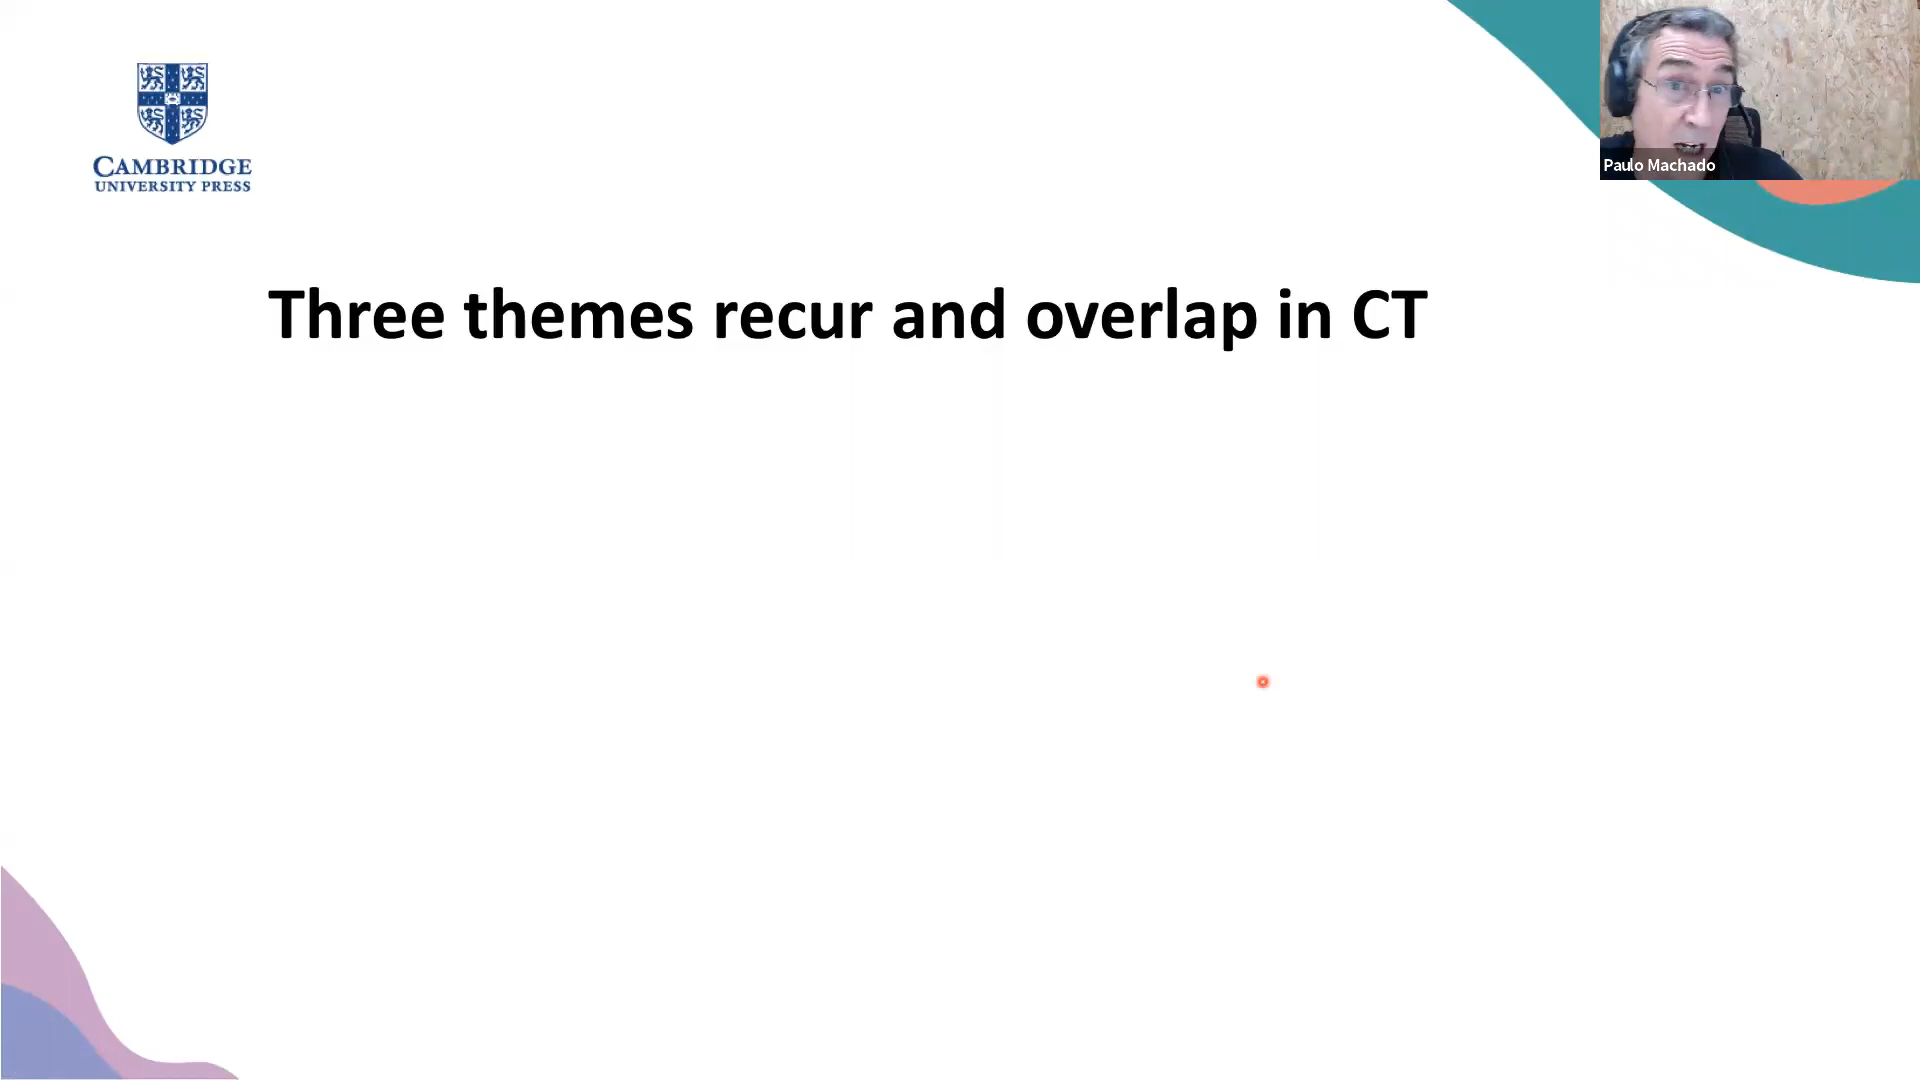 CAMBRIDGE
UNIVERSITY PRESS
Paulo Machado
Three themes recur and overlap in CT